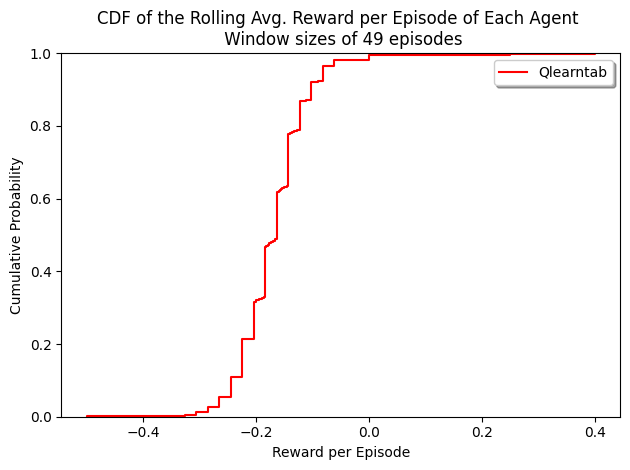 CDF of the Rolling Avg. Reward per Episode of Each Agent
Window sizes of 49 episodes
Qlearntab
1.0
0.8
0.6
0.4
0.2
0.0
Cumulative Probability
−0.4
−0.2
0.0
0.2
0.4
Reward per Episode